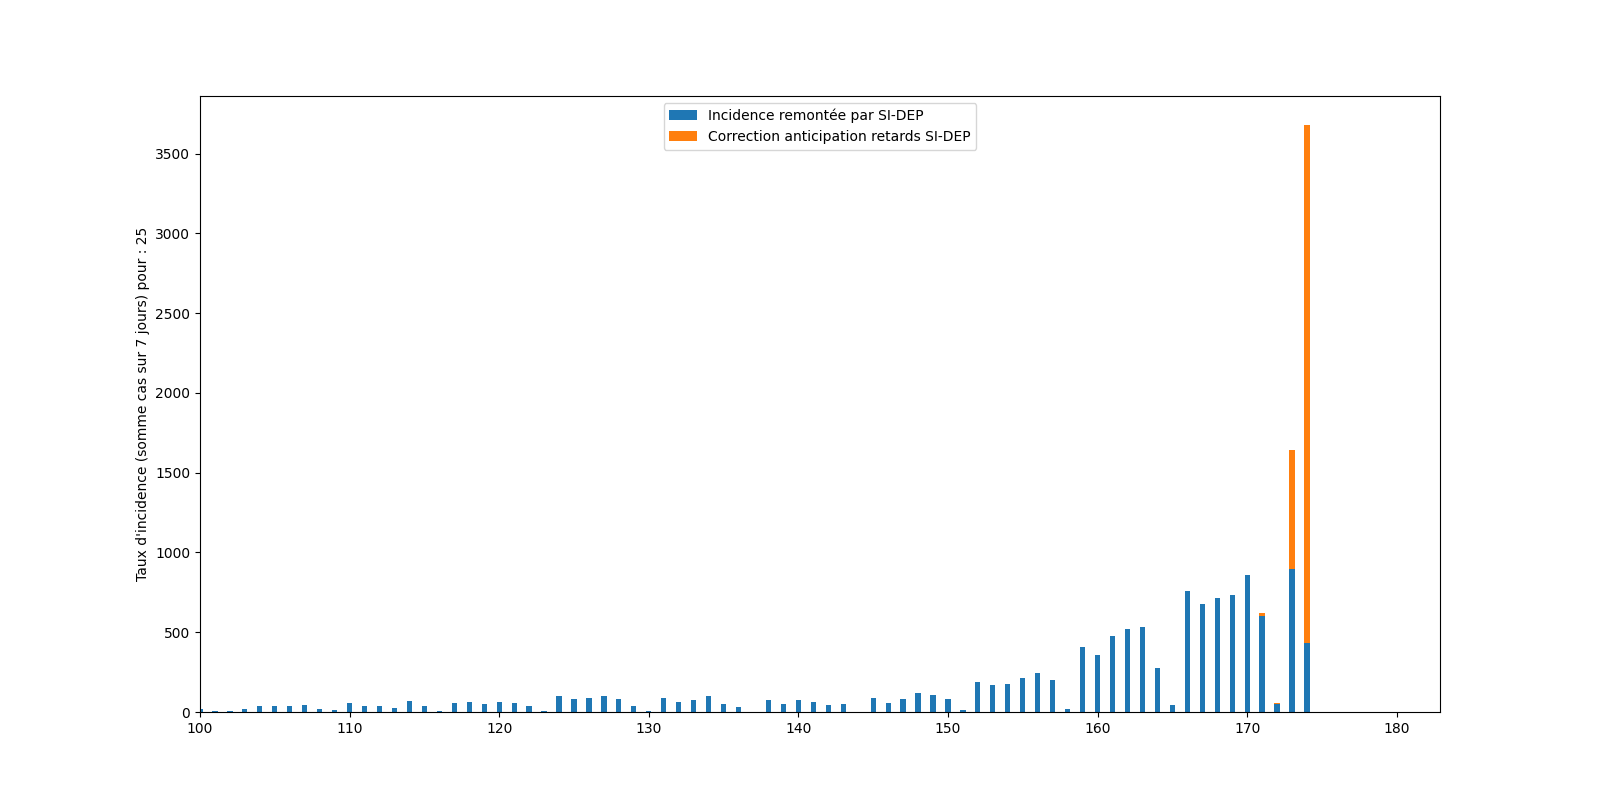 Incidence remontée par SI-DEP
Correction anticipation retards SI-DEP
Taux d'incidence (somme cas sur 7 jours) pour : 25
3500
3000
2500
2000
1500
1000
500
0
100 110 120 130 140 150 160 170 180